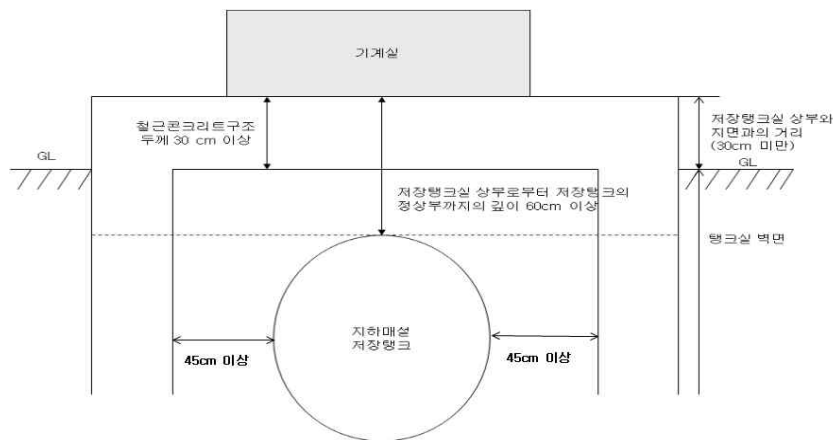 기계실
철근콘크리트구조
두께 30 cm 이상
저장탱크실 상부와
지면과의 거리
(30cm 미만)
GL
GL
저장탱크실 상부로부터 저장탱크의
정상부까지의 깊이 60cm 이상
탱크실 벽면
지하매설
저장탱크
45cm 이상
45cm 이상